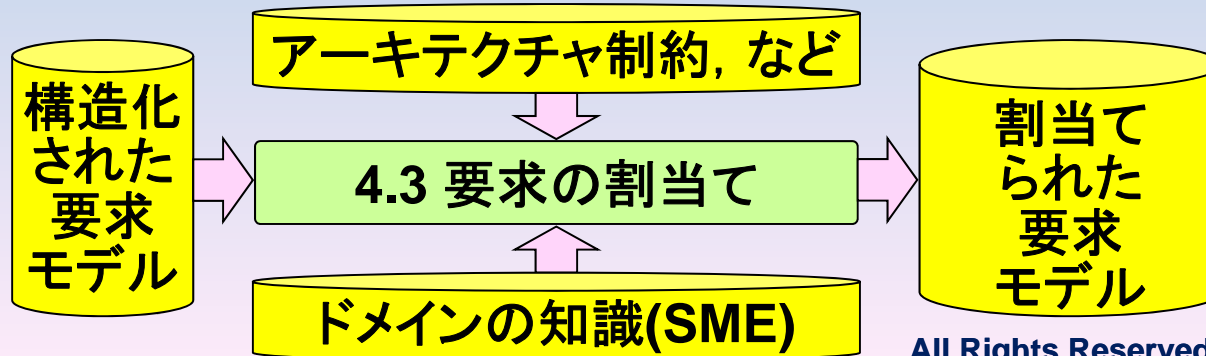 アーキテクチャ制約, など
構造化
された
要求
モデル
4.3 要求の割当て
割当て
られた
要求
モデル
ドメインの知識(SME)
All Rights Reserved